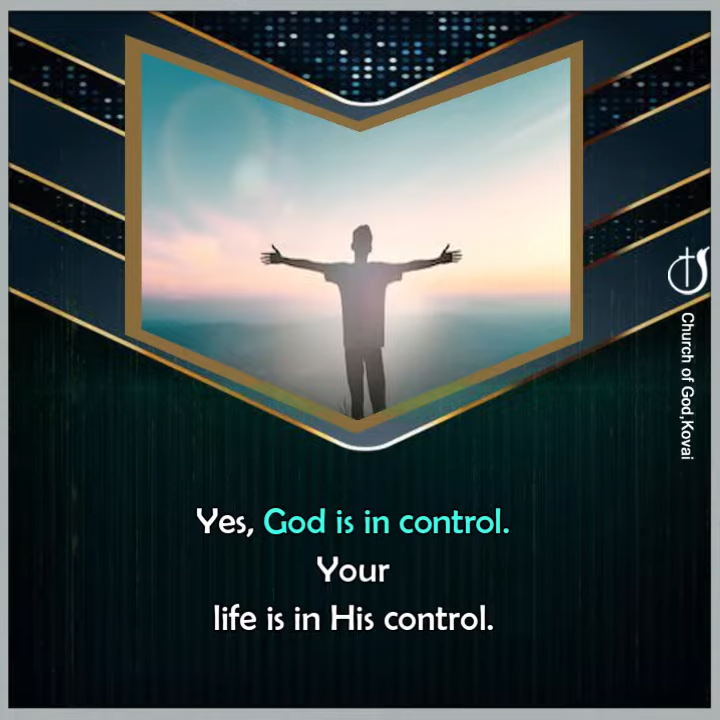 Church of God,Kovai
Yes, God is in control.
Your
life is in His control.